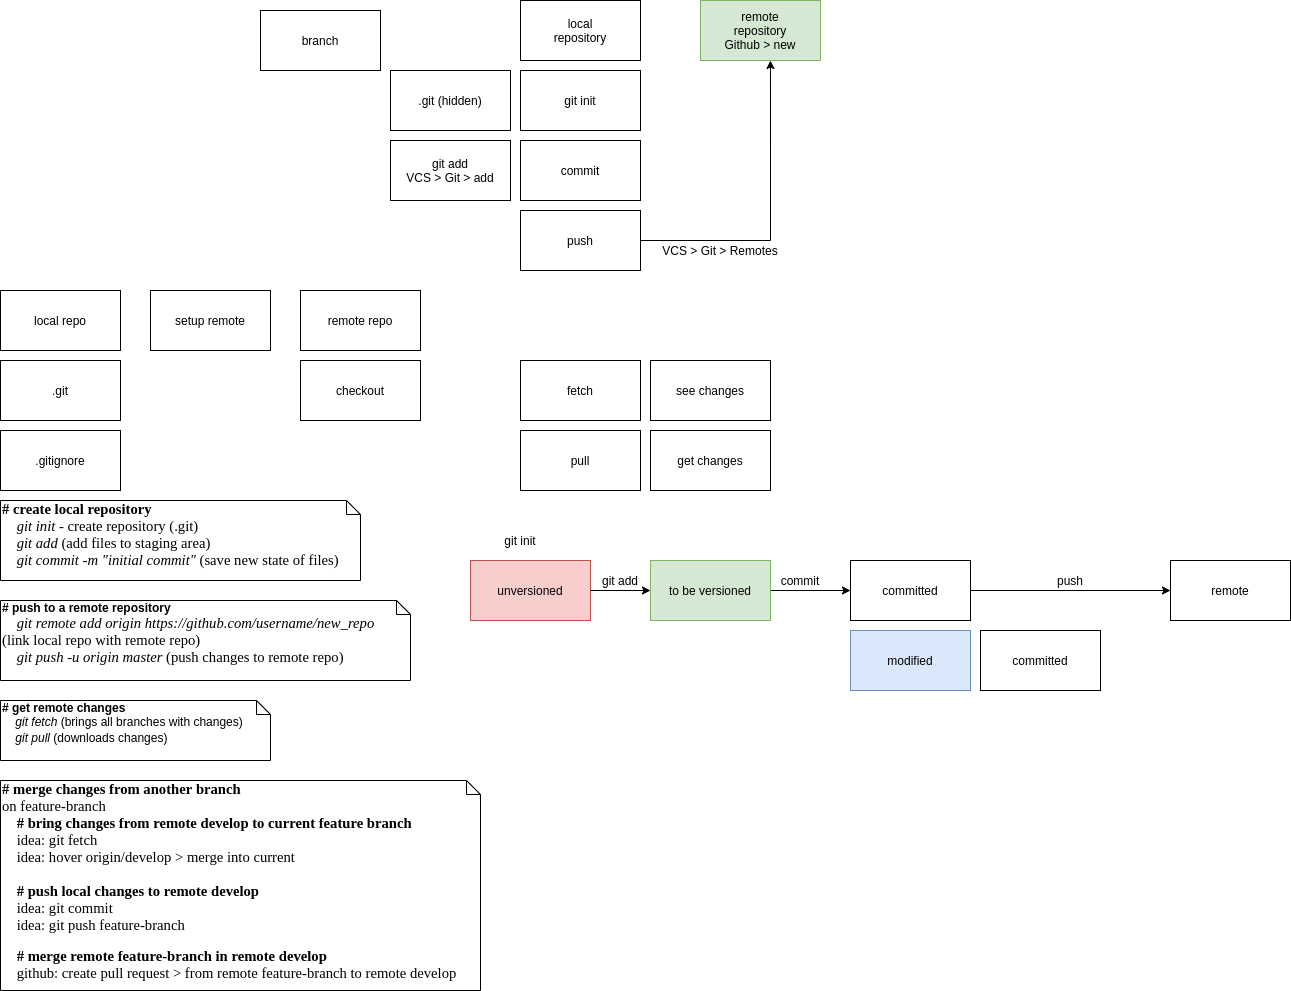 branch
local
repository
remote
repository
Github > new
.git (hidden)
git init
git add
VCS > Git > add
commit
push
VCS > Git > Remotes
local repo
setup remote
remote repo
.git
checkout
fetch
see changes
.gitignore
pull
get changes
# create local repository
git init - create repository (.git)
git add (add files to staging area)
git commit -m "initial commit" (save new state of files)
git init
unversioned
git add
to be versioned
commit
committed
push
remote
modified
committed
# push to a remote repository
git remote add origin https://github.com/username/new_repo
(link local repo with remote repo)
git push -u origin master (push changes to remote repo)
# get remote changes
git fetch (brings all branches with changes)
git pull (downloads changes)
# merge changes from another branch
on feature-branch
# bring changes from remote develop to current feature branch
idea: git fetch
idea: hover origin/develop > merge into current
# push local changes to remote develop
idea: git commit
idea: git push feature-branch
# merge remote feature-branch in remote develop
github: create pull request > from remote feature-branch to remote develop